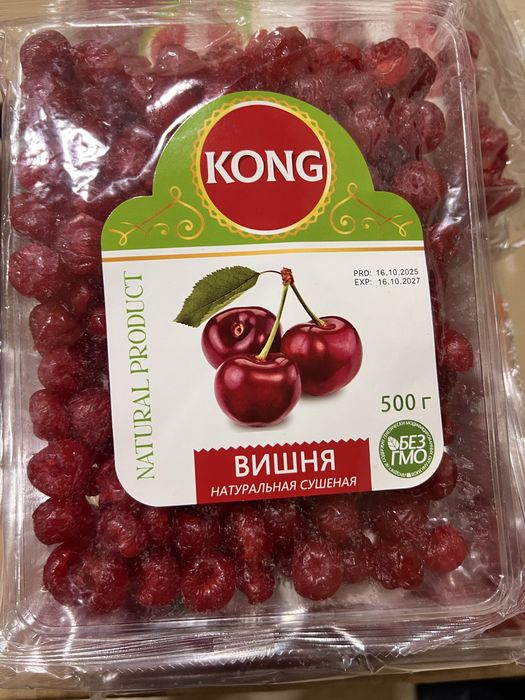 KONG
PRD: 16.10.2025
EXP: 16.10.2027
NATURAL PRODUCT
500 г
БЕЗ
ГМО
ВИШНЯ
НАТУРАЛЬНАЯ СУШЕНАЯ